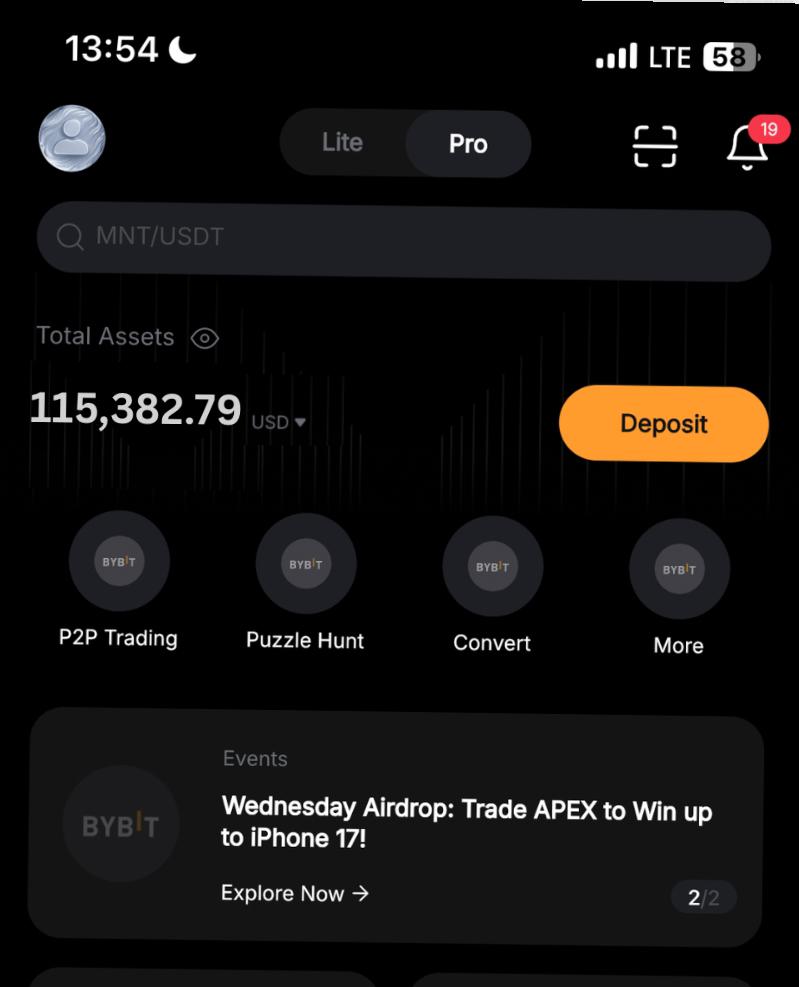 13:54
LTE 58
Lite Pro
19
MNT/USDT
Total Assets
115,382.79 USD
Deposit
BYBIT BYBIT BYBIT BYBIT
P2P Trading Puzzle Hunt Convert More
Events
BYBIT
Wednesday Airdrop: Trade APEX to Win up
to iPhone 17!
Explore Now →
2/2